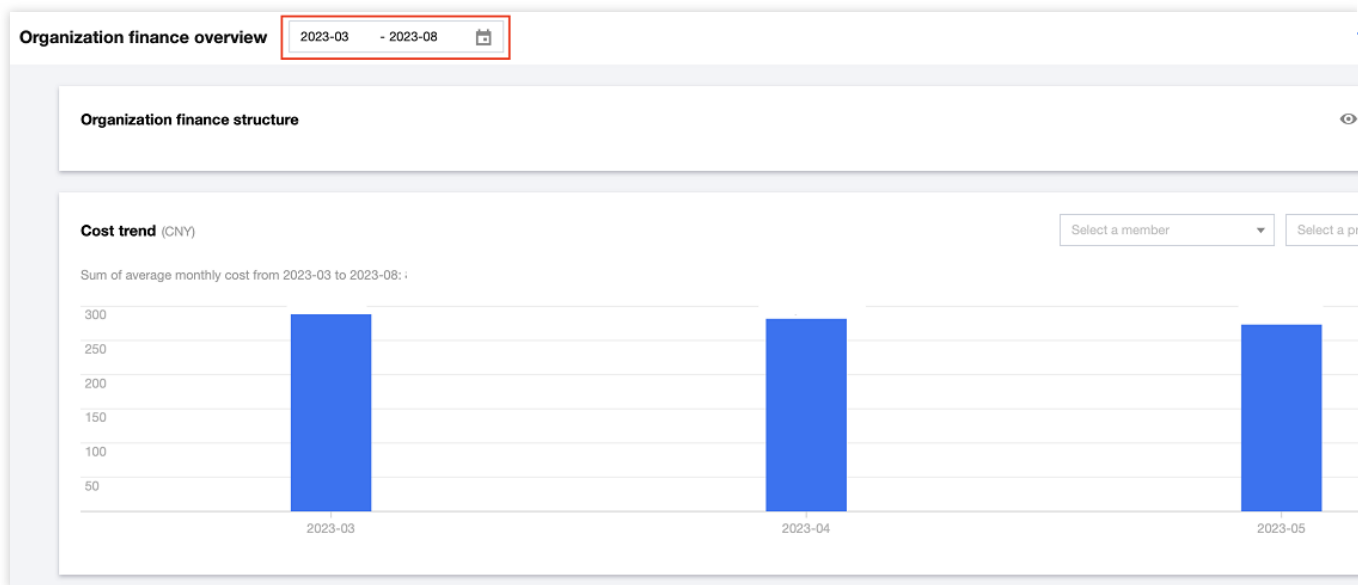 Organization finance overview 2023-03 - 2023-08
Organization finance structure
Cost trend (CNY) Select a member Select a
Sum of average monthly cost from 2023-03 to 2023-08:
300
250
200
150
100
50
2023-03 2023-04 2023-05